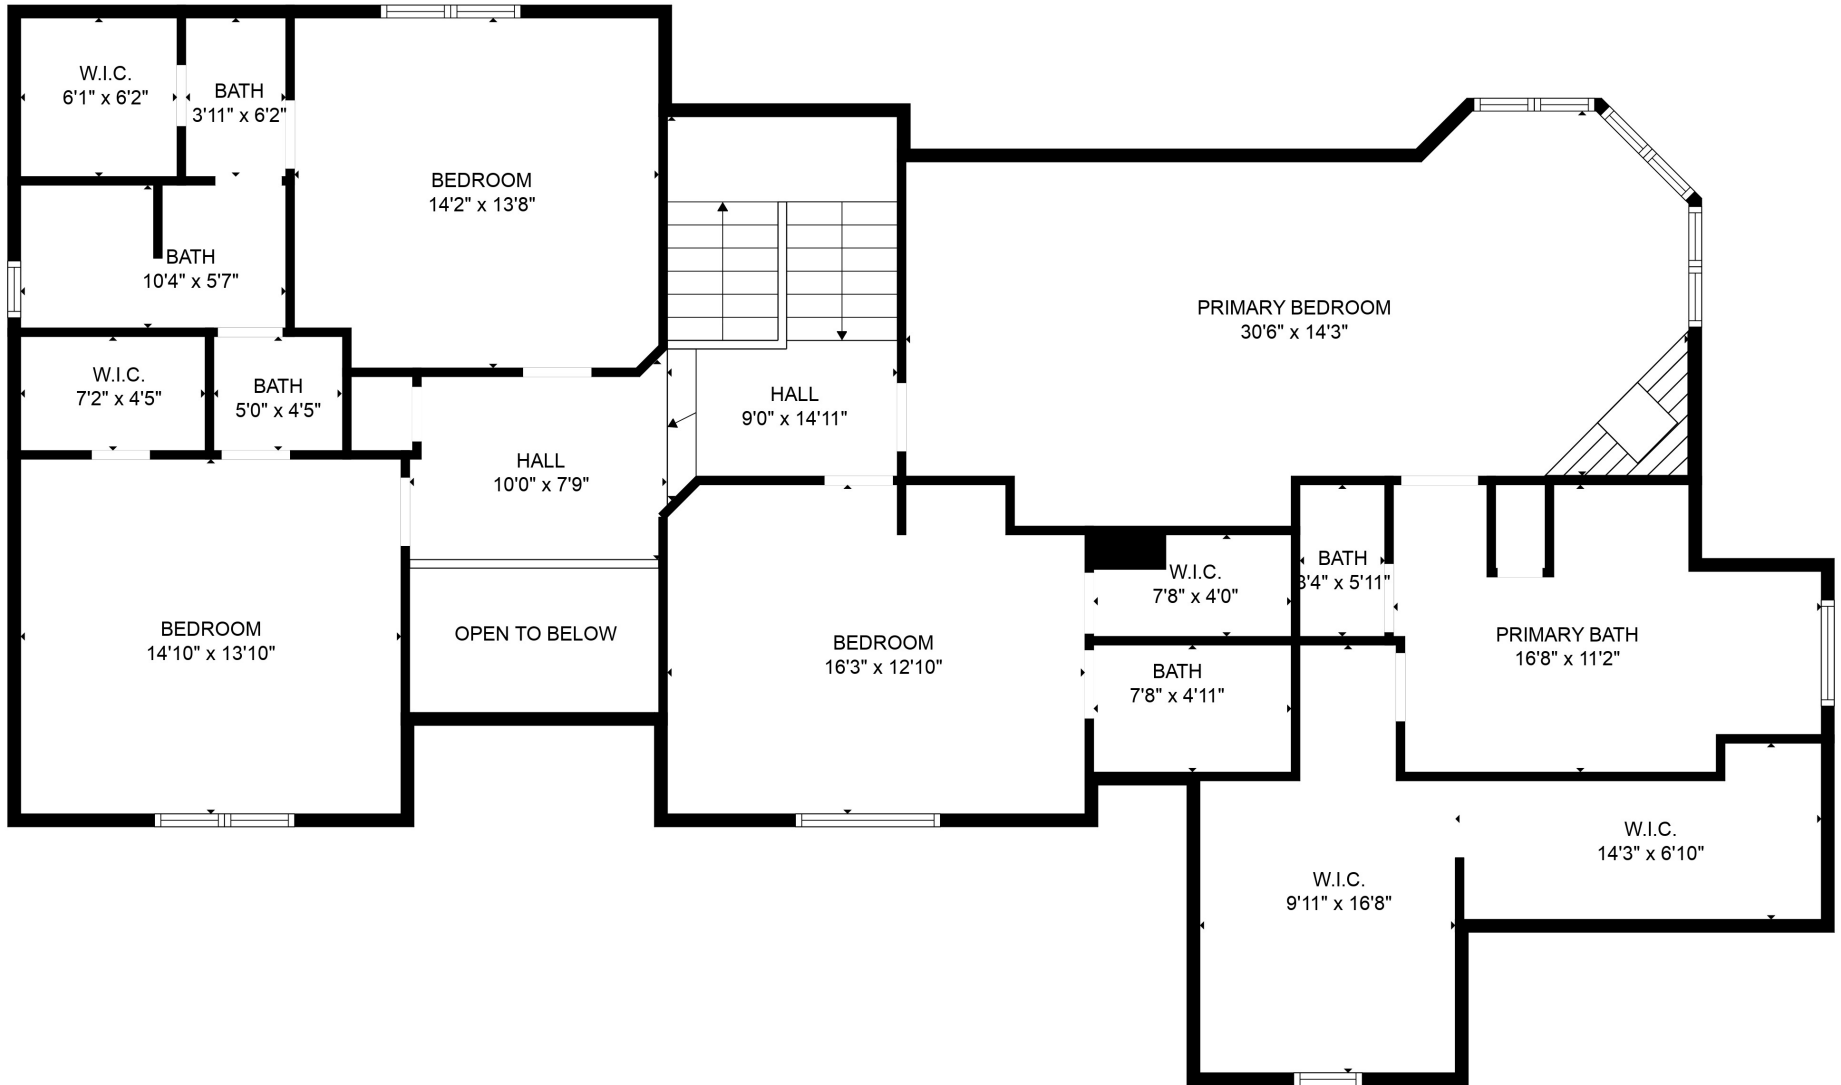 W.I.C.
6'1" x 6'2"
BATH
3'11" x 6'2"
BEDROOM
14'2" x 13'8"
BATH
10'4" x 5'7"
PRIMARY BEDROOM
30'6" x 14'3"
W.I.C.
7'2" x 4'5"
BATH
5'0" x 4'5"
HALL
9'0" x 14'11"
HALL
10'0" x 7'9"
BEDROOM
14'10" x 13'10"
OPEN TO BELOW
BEDROOM
16'3" x 12'10"
W.I.C.
7'8" x 4'0"
BATH
3'4" x 5'11"
PRIMARY BATH
16'8" x 11'2"
BATH
7'8" x 4'11"
W.I.C.
14'3" x 6'10"
W.I.C.
9'11" x 16'8"